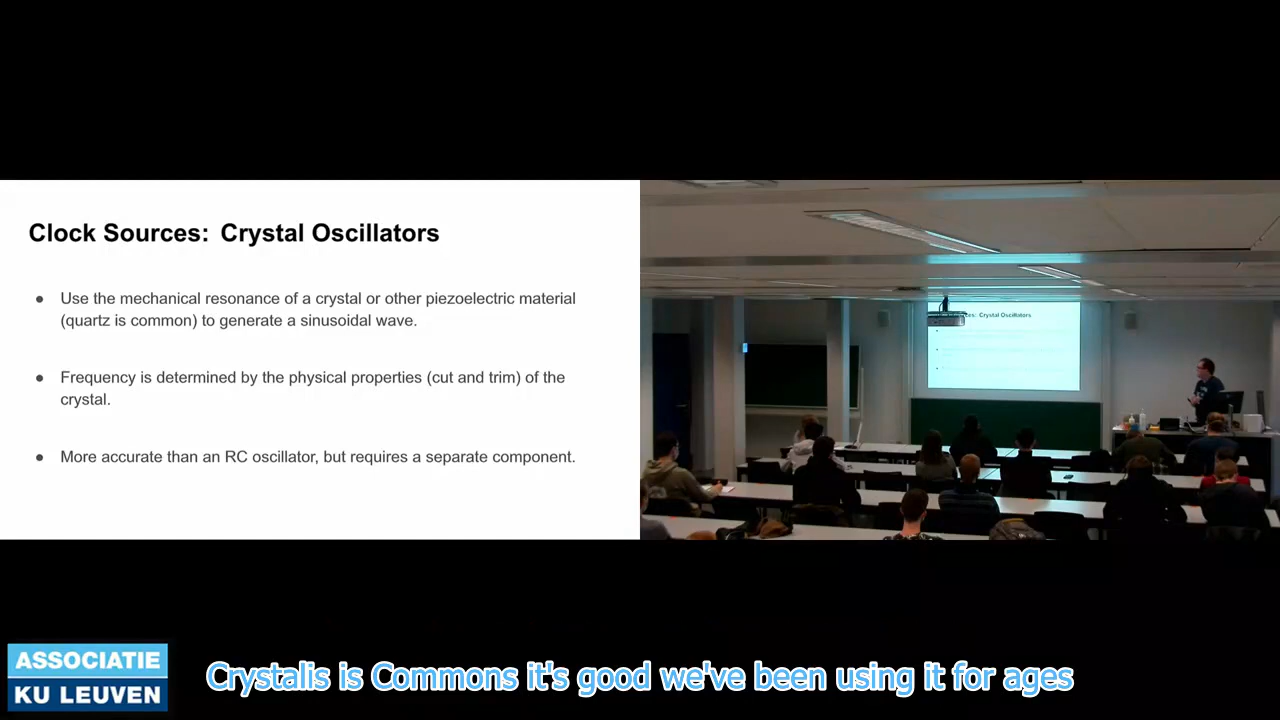 Clock Sources: Crystal Oscillators
● Use the mechanical resonance of a crystal or other piezoelectric material
(quartz is common) to generate a sinusoidal wave.
● Frequency is determined by the physical properties (cut and trim) of the
crystal.
● More accurate than an RC oscillator, but requires a separate component.
Crystal Oscillators
ASSOCIATIE
KU LEUVEN
Crystalis is Commons it's good we've been using it for ages